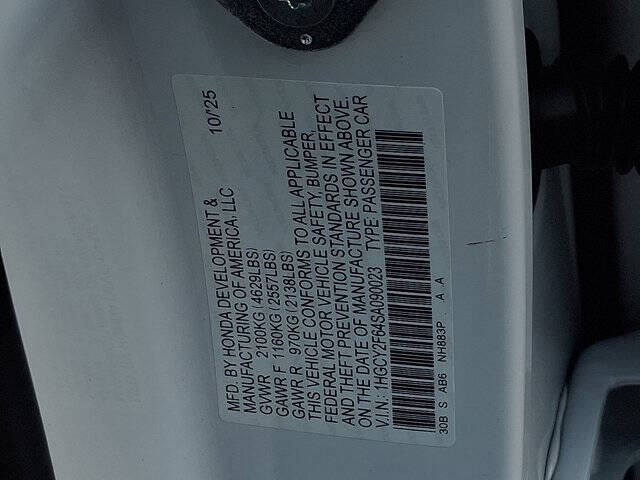 MFD. BY HONDA DEVELOPMENT & 10/25
MANUFACTURING OF AMERICA, LLC
GVWR 2100KG(4629LBS)
GAWR F 1160KG(2557LBS)
GAWR R 970KG(2138LBS)
THIS VEHICLE CONFORMS TO ALL APPLICABLE
FEDERAL MOTOR VEHICLE SAFETY, BUMPER,
AND THEFT PREVENTION STANDARDS IN EFFECT
ON THE DATE OF MANUFACTURE SHOWN ABOVE.
V.I.N.: 1HGCY2F64SA090023 TYPE: PASSENGER CAR
30B S AB6 NH883P . A .A